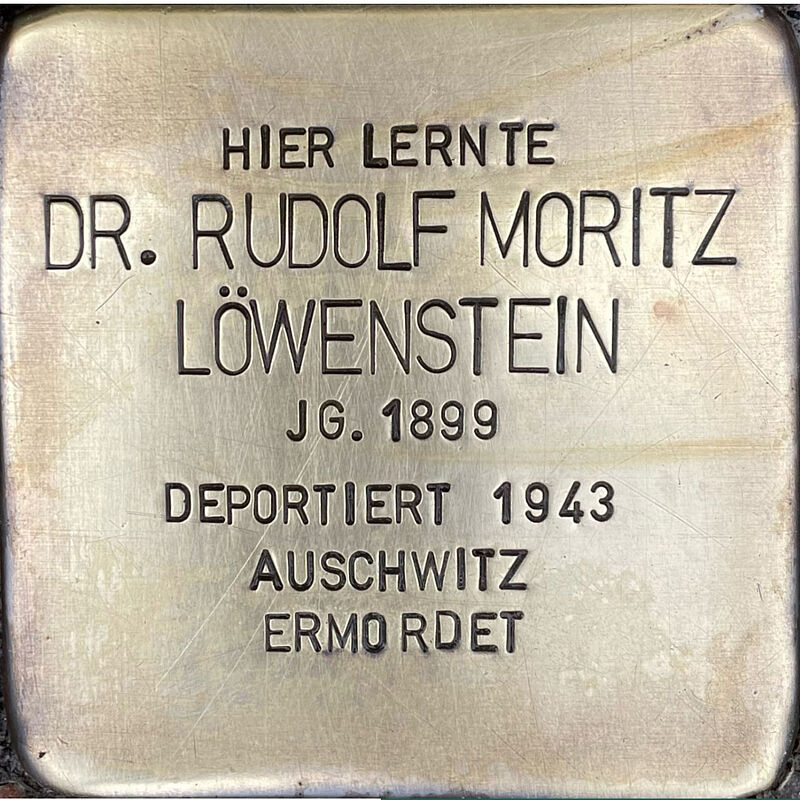 HIER LERNTE
DR. RUDOLF MORITZ
LÖWENSTEIN
JG. 1899
DEPORTIERT 1943
AUSCHWITZ
ERMORDET